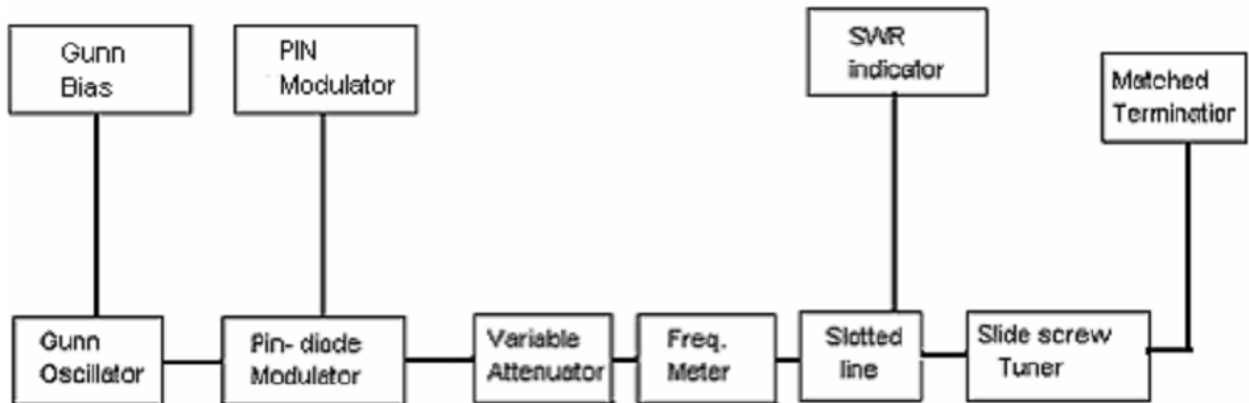 Gunn
Bias
PIN
Modulator
SWR
indicator
Matched
Termination
Gunn
Oscillator
Pin- diode
Modulator
Variable
Attenuator
Freq.
Meter
Slotted
line
Slide screw
Tuner